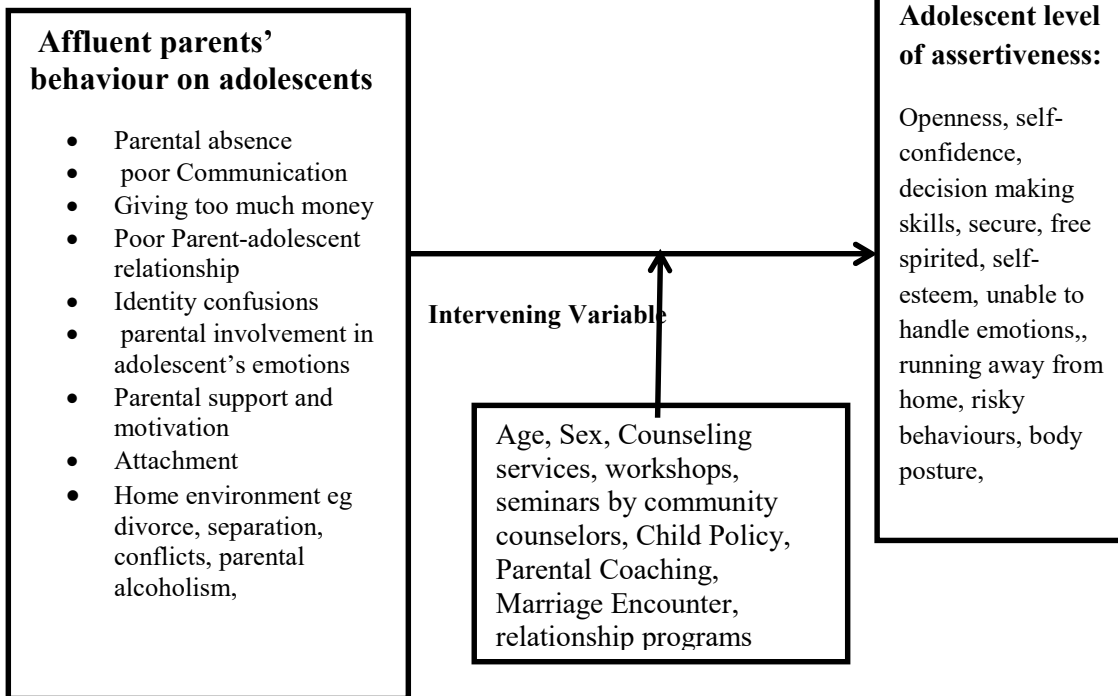 Affluent parents’
behaviour on adolescents
• Parental absence
• poor Communication
• Giving too much money
• Poor Parent-adolescent
relationship
• Identity confusions
• parental involvement in
adolescent’s emotions
• Parental support and
motivation
• Attachment
• Home environment eg
divorce, separation,
conflicts, parental
alcoholism,
Intervening Variable
Age, Sex, Counseling
services, workshops,
seminars by community
counselors, Child Policy,
Parental Coaching,
Marriage Encounter,
relationship programs
Adolescent level
of assertiveness:
Openness, self-
confidence,
decision making
skills, secure, free
spirited, self-
esteem, unable to
handle emotions,,
running away from
home, risky
behaviours, body
posture,